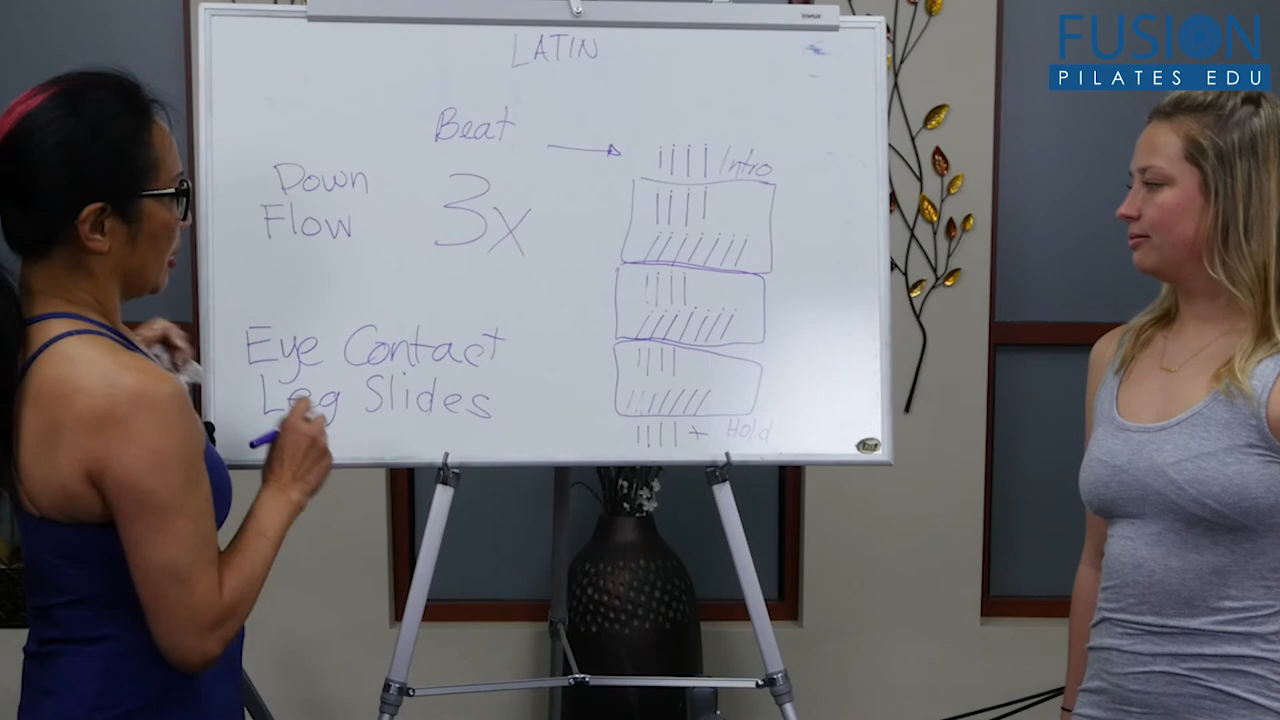 FUSION
PILATES EDU
LATIN
Beat
Intro
Down
Flow
3x
Eye Contact
Leg Slides
+ Hold